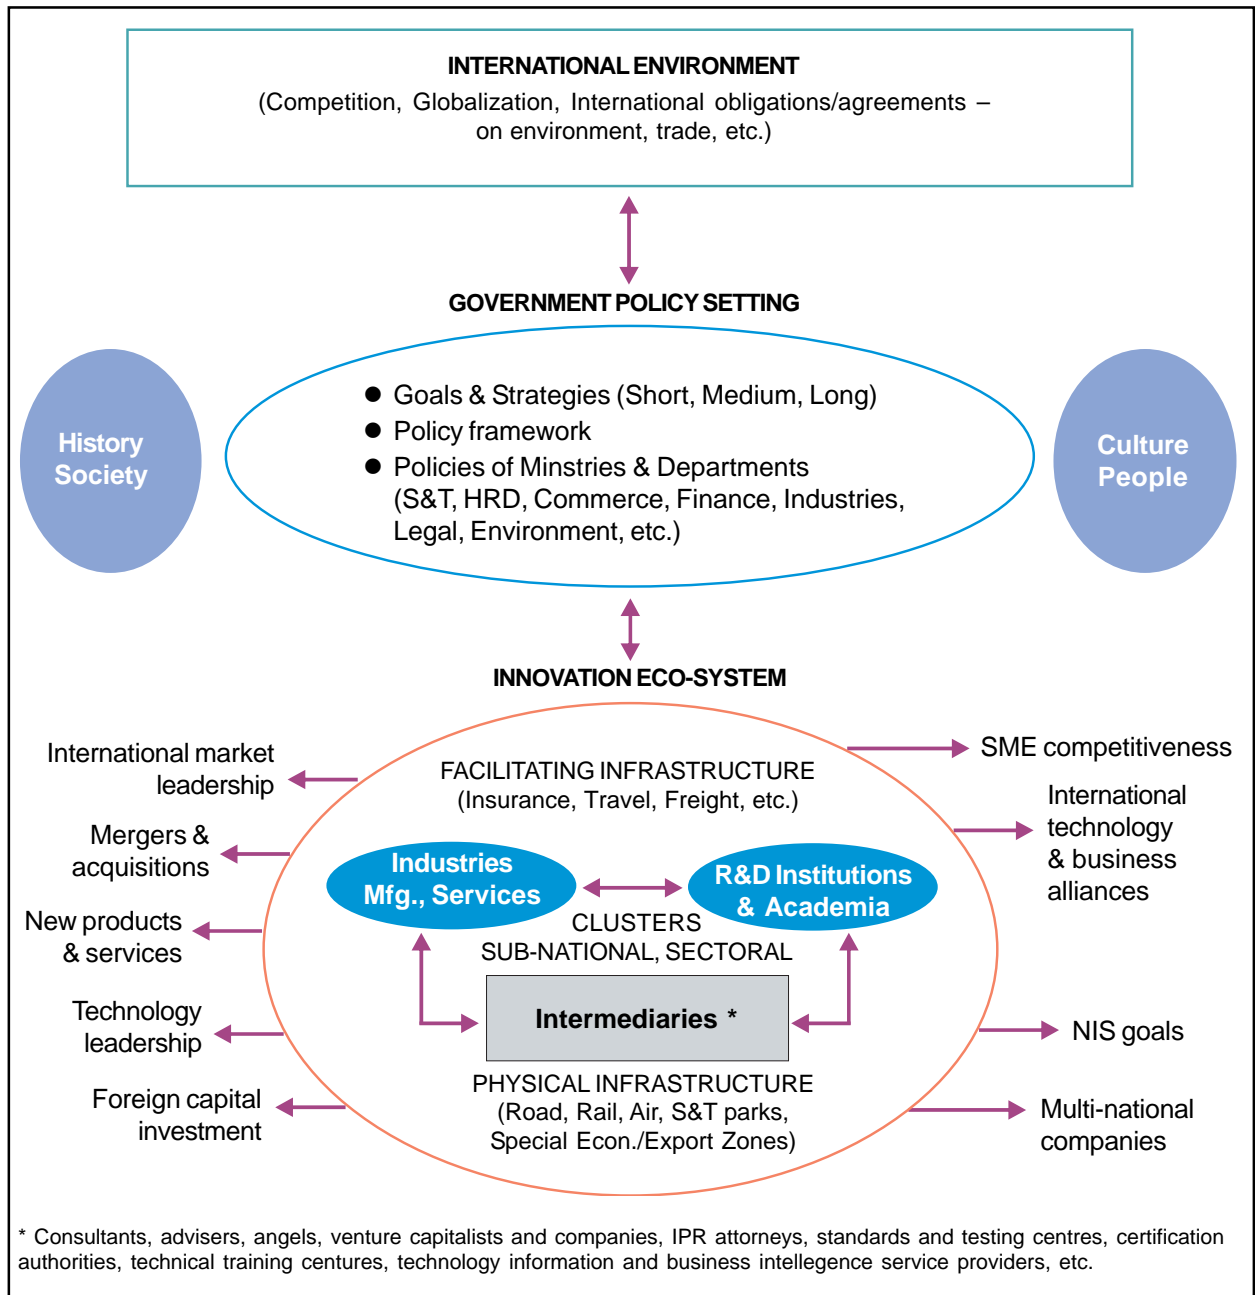 INTERNATIONAL ENVIRONMENT
(Competition, Globalization, International obligations/agreements –
on environment, trade, etc.)
GOVERNMENT POLICY SETTING
History
Society
● Goals & Strategies (Short, Medium, Long)
● Policy framework
● Policies of Minstries & Departments
(S&T, HRD, Commerce, Finance, Industries,
Legal, Environment, etc.)
Culture
People
INNOVATION ECO-SYSTEM
International market
leadership
Mergers &
acquisitions
New products
& services
Technology
leadership
Foreign capital
investment
FACILITATING INFRASTRUCTURE
(Insurance, Travel, Freight, etc.)
Industries
Mfg., Services
R&D Institutions
& Academia
CLUSTERS
SUB-NATIONAL, SECTORAL
Intermediaries *
PHYSICAL INFRASTRUCTURE
(Road, Rail, Air, S&T parks,
Special Econ./Export Zones)
SME competitiveness
International
technology
& business
alliances
NIS goals
Multi-national
companies
* Consultants, advisers, angels, venture capitalists and companies, IPR attorneys, standards and testing centres, certification
authorities, technical training centures, technology information and business intellegence service providers, etc.